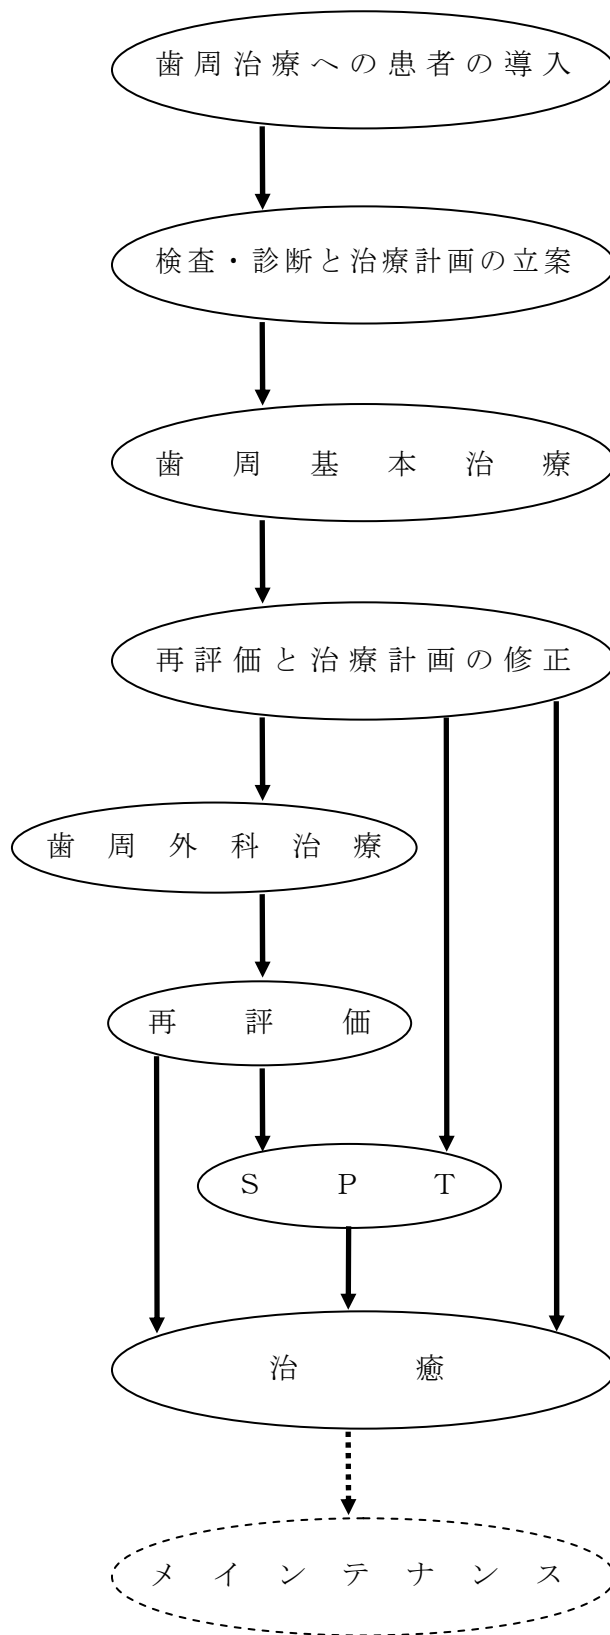 歯周治療への患者の導入
検査・診断と治療計画の立案
歯周基本治療
再評価と治療計画の修正
歯周外科治療
再評価
SPT
治癒
メインテナンス